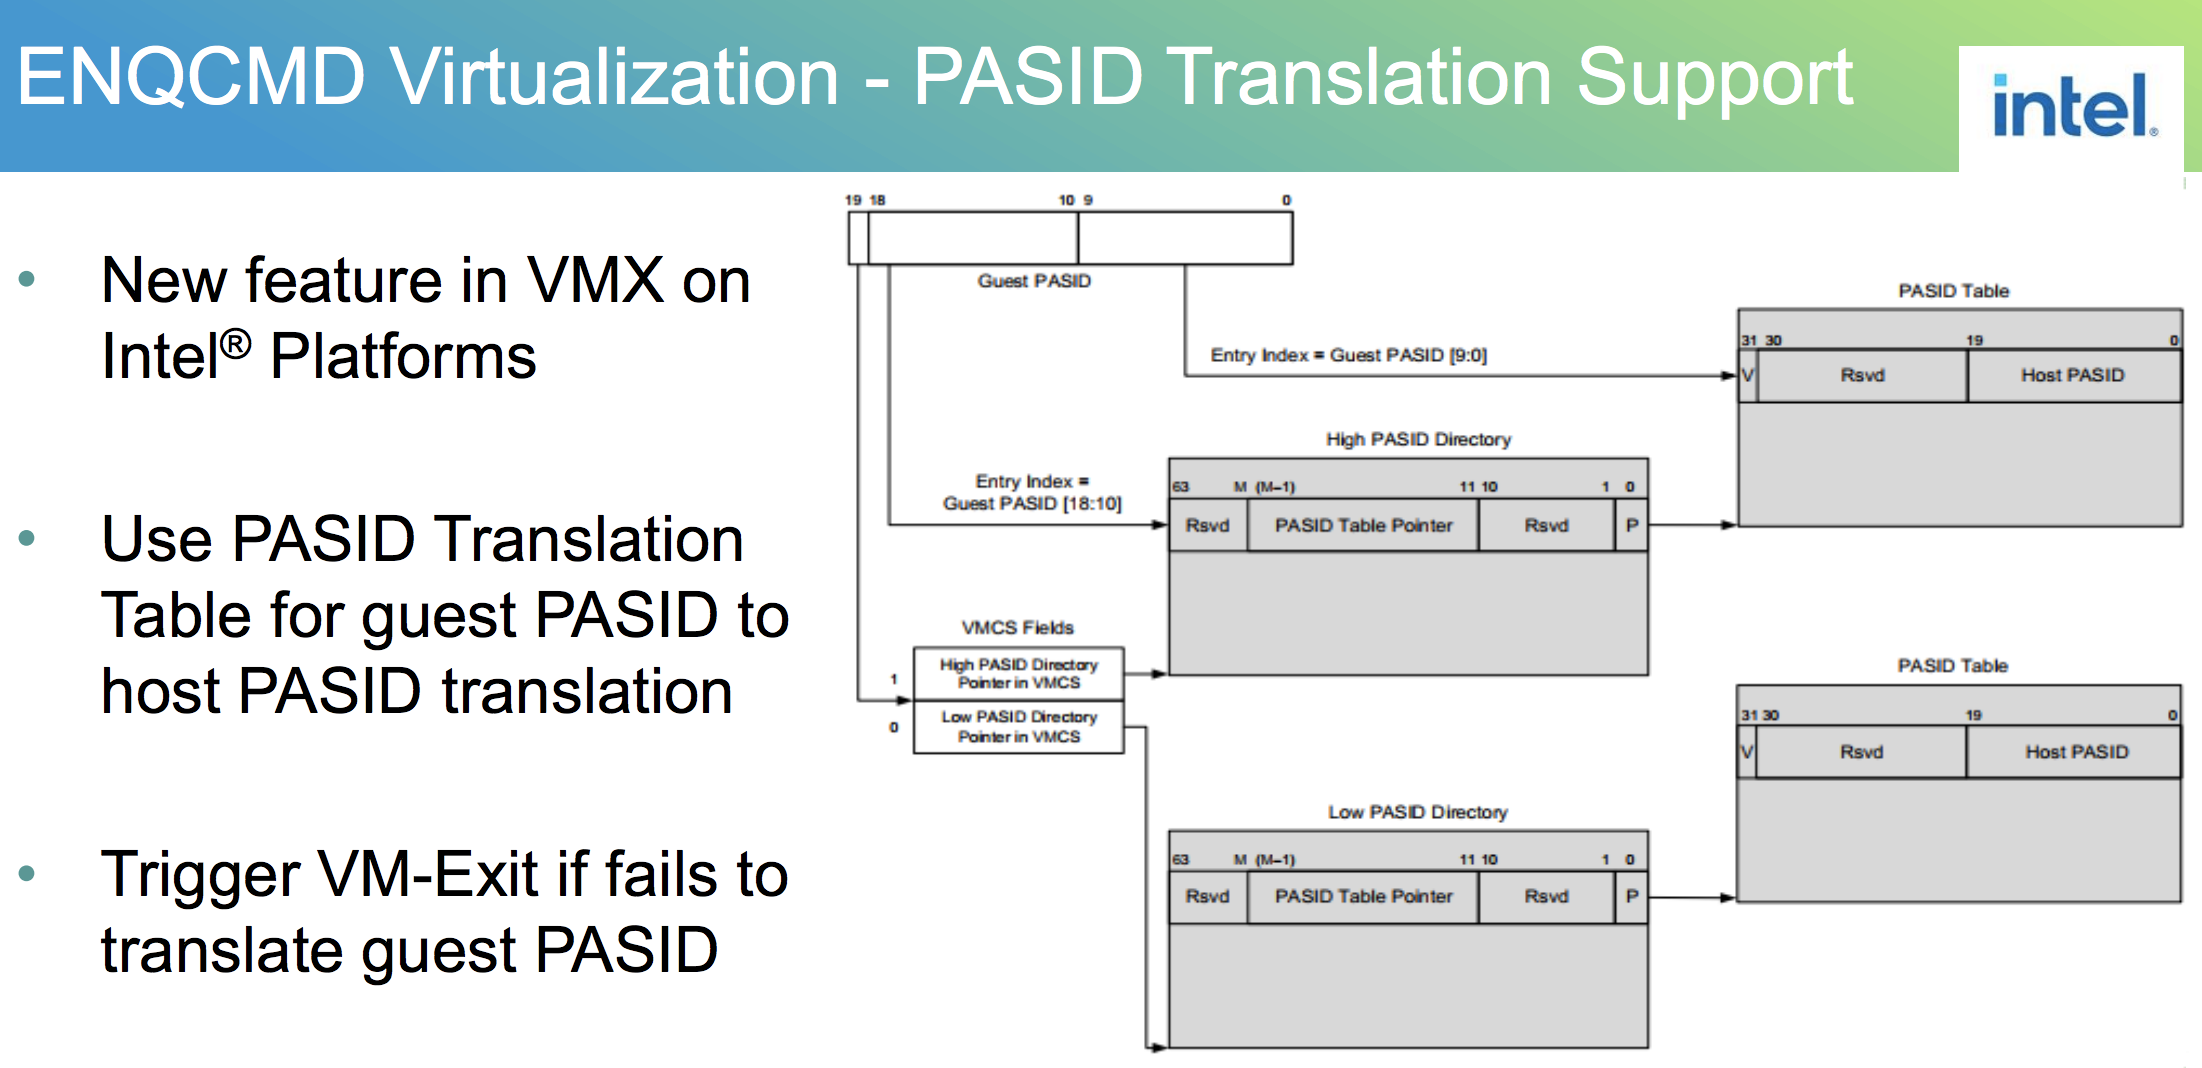 ENQCMD Virtualization - PASID Translation Support
intel®
• New feature in VMX on
Intel® Platforms
• Use PASID Translation
Table for guest PASID to
host PASID translation
• Trigger VM-Exit if fails to
translate guest PASID
19 18 10 9 0
Guest PASID
Entry Index = Guest PASID [9:0]
PASID Table
31 30 19 0
V Rsvd Host PASID
High PASID Directory
Entry Index =
Guest PASID [18:10]
63 M (M–1) 11 10 1 0
Rsvd PASID Table Pointer Rsvd P
VMCS Fields
1 High PASID Directory
Pointer in VMCS
0 Low PASID Directory
Pointer in VMCS
PASID Table
31 30 19 0
V Rsvd Host PASID
Low PASID Directory
63 M (M–1) 11 10 1 0
Rsvd PASID Table Pointer Rsvd P